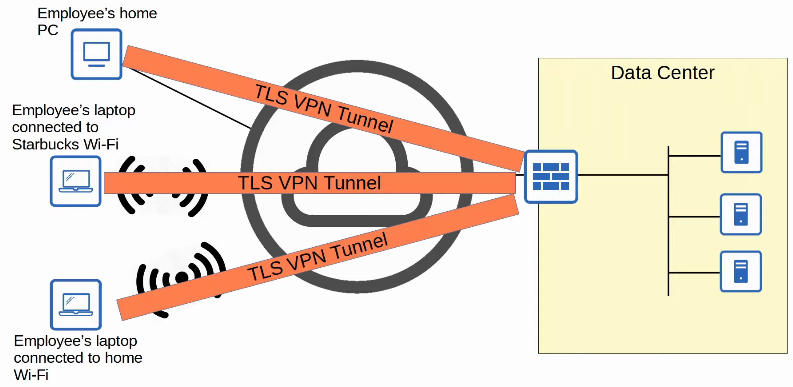 Employee's home
PC
TLS VPN Tunnel
Data Center
Employee's laptop
connected to
Starbucks Wi-Fi
TLS VPN Tunnel
TLS VPN Tunnel
Employee's laptop
connected to home
Wi-Fi